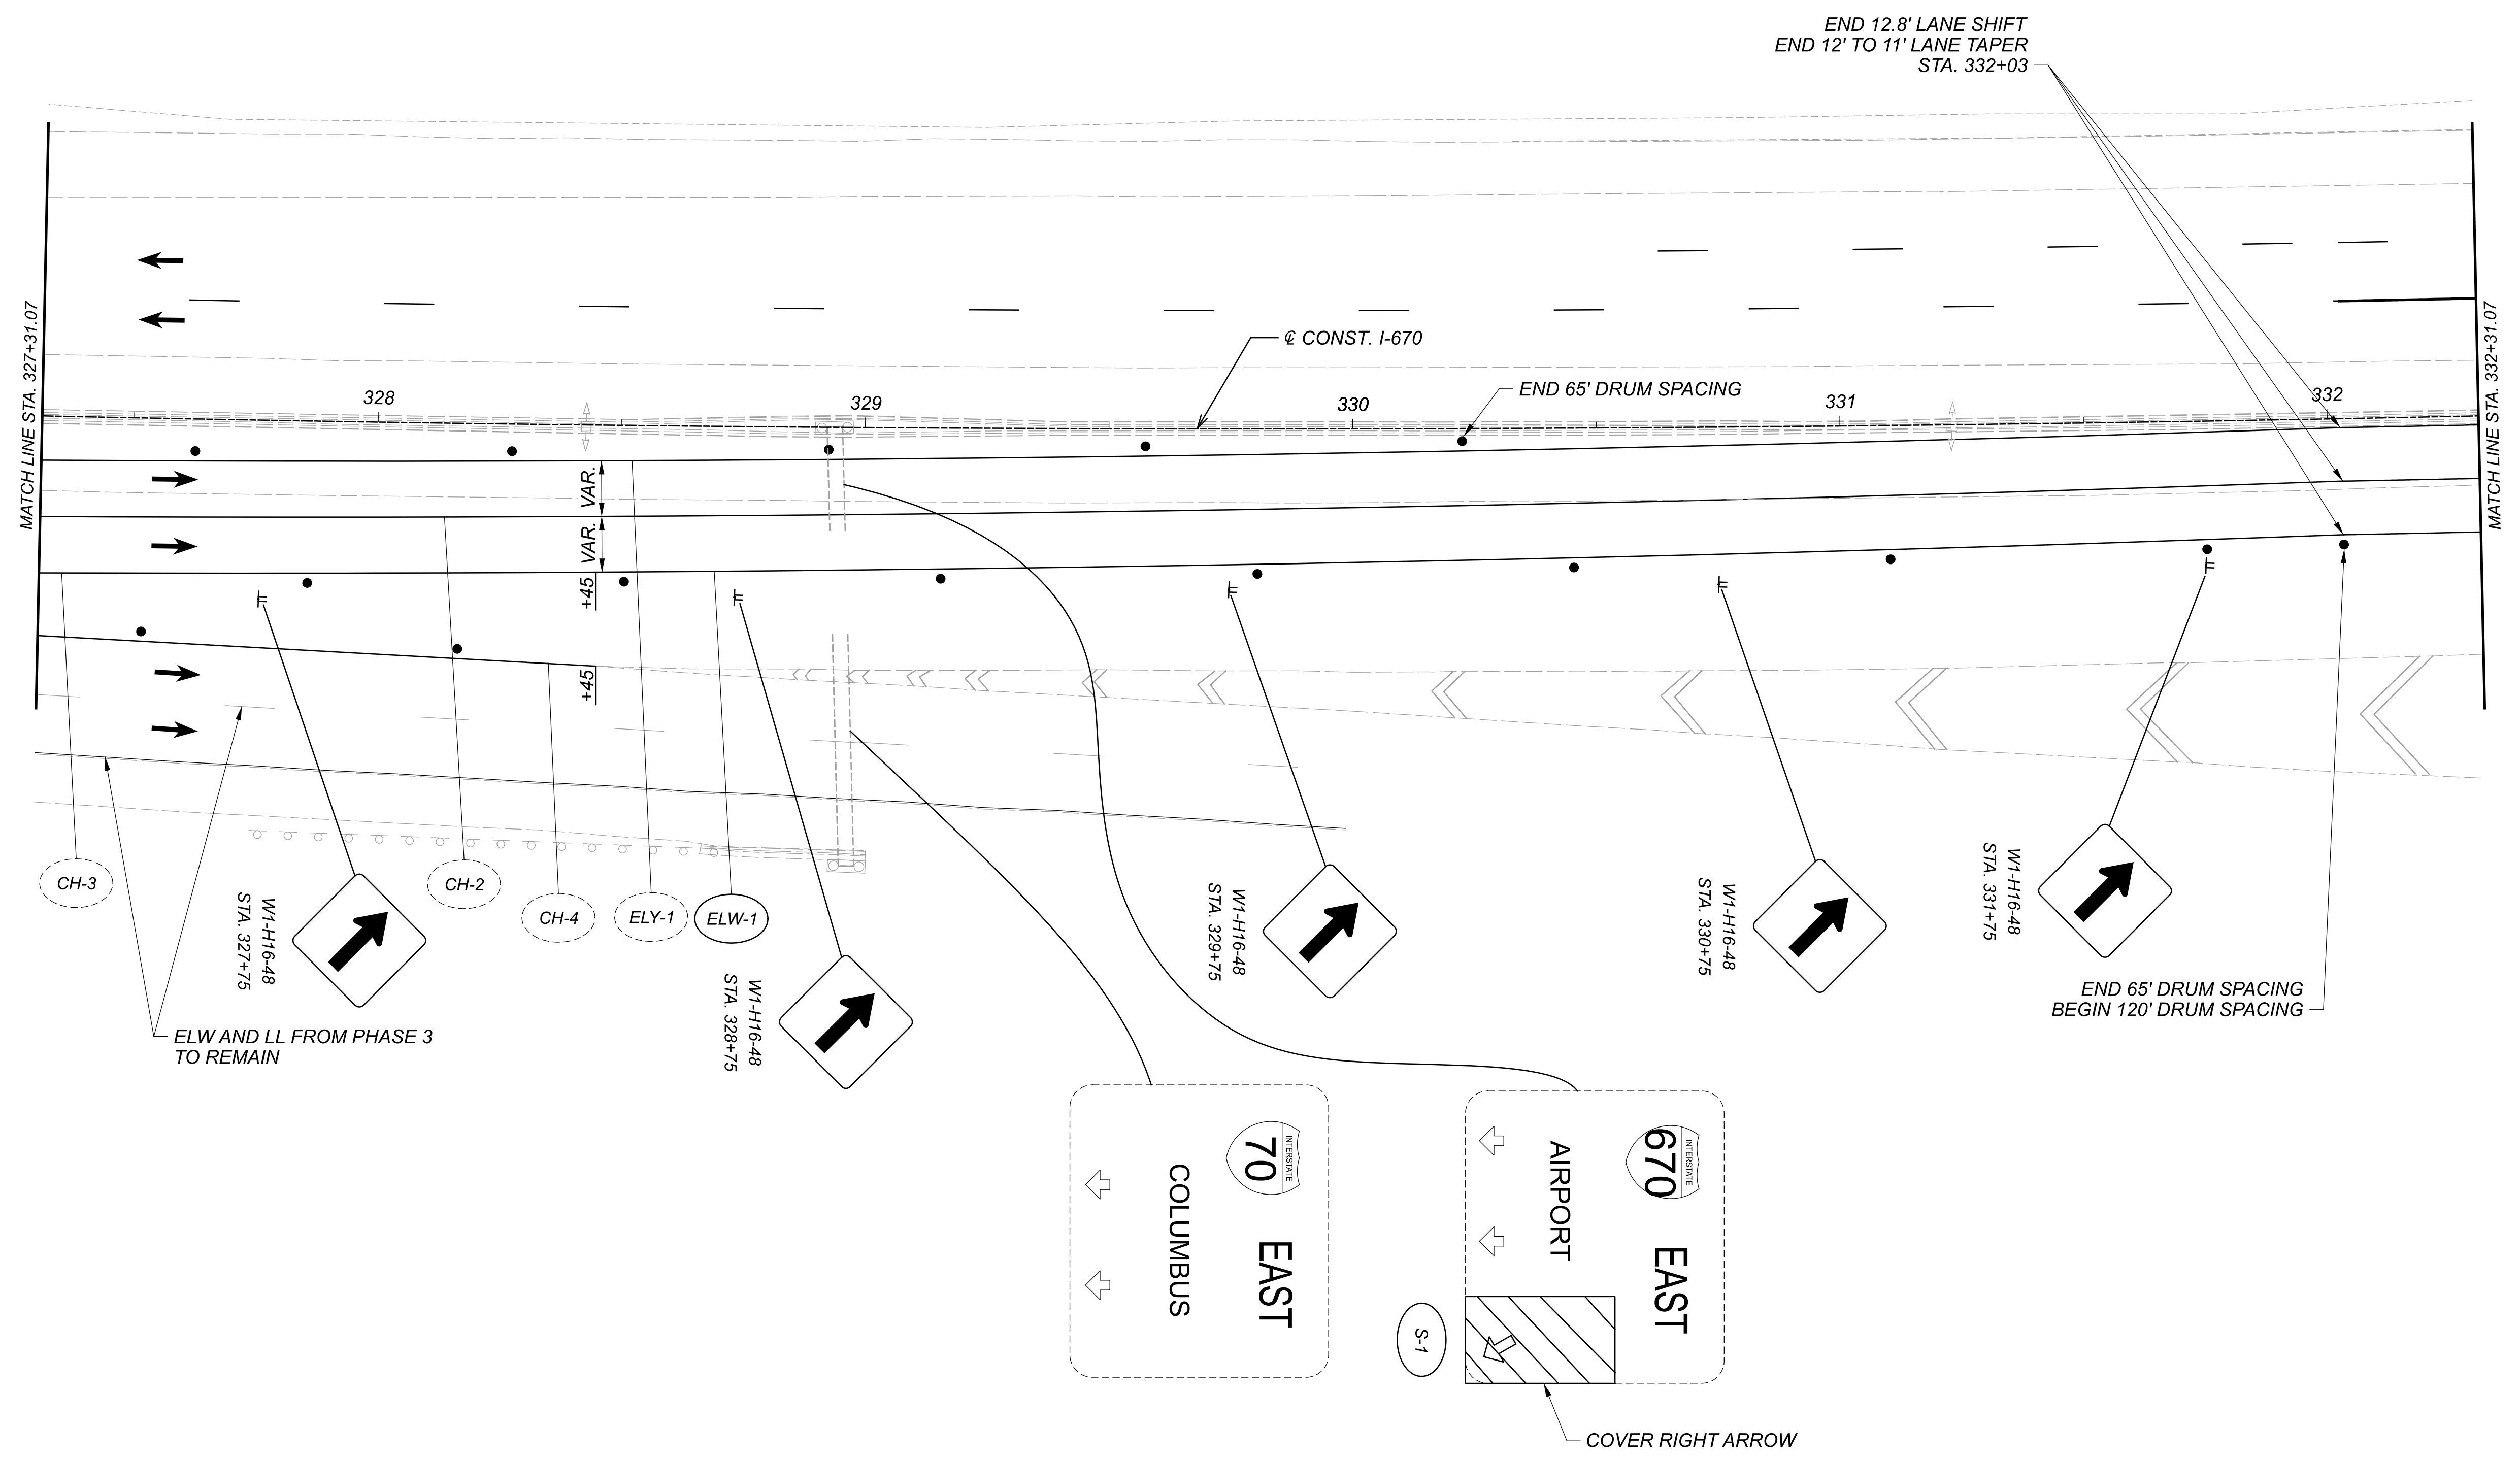 END 12.8' LANE SHIFT
END 12' TO 11' LANE TAPER
STA. 332+03
MATCH LINE STA. 327+31.07
MATCH LINE STA. 332+31.07
℄ CONST. I-670
END 65' DRUM SPACING
328
329
330
331
332
VAR.
VAR.
+45
+45
CH-3
CH-2
CH-4
ELY-1
ELW-1
W1-H16-48
STA. 327+75
W1-H16-48
STA. 328+75
W1-H16-48
STA. 329+75
W1-H16-48
STA. 330+75
W1-H16-48
STA. 331+75
END 65' DRUM SPACING
BEGIN 120' DRUM SPACING
ELW AND LL FROM PHASE 3
TO REMAIN
INTERSTATE
70 EAST
COLUMBUS
INTERSTATE
670 EAST
AIRPORT
S-1
COVER RIGHT ARROW